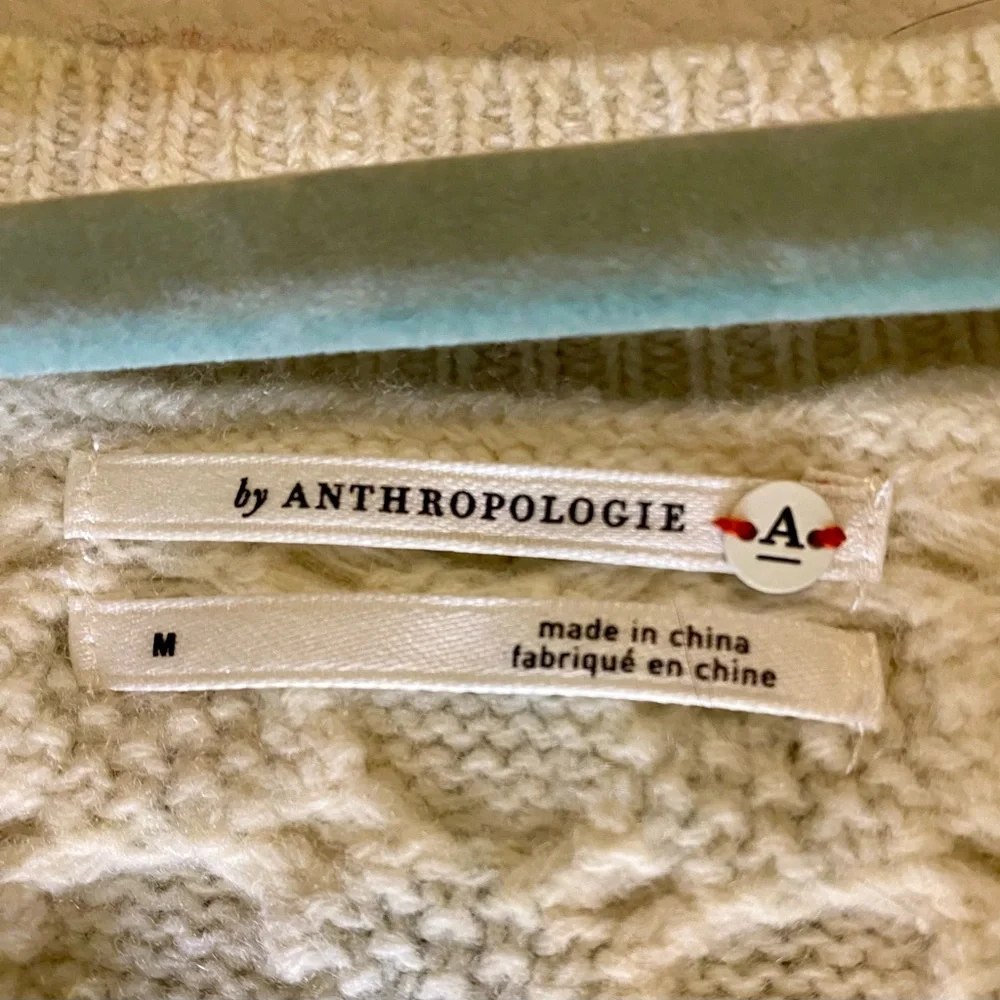 by ANTHROPOLOGIE
A
M
made in china
fabriqué en chine